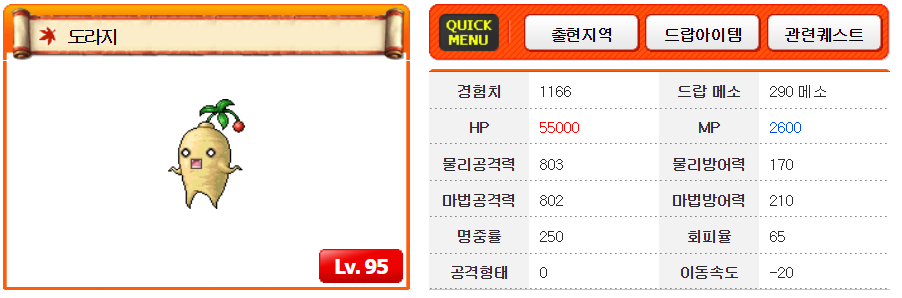 도라지
Lv. 95
QUICK MENU
출현지역 드랍아이템 관련퀘스트
경험치 1166 드랍 메소 290 메소
HP 55000 MP 2600
물리공격력 803 물리방어력 170
마법공격력 802 마법방어력 210
명중률 250 회피율 65
공격형태 0 이동속도 -20